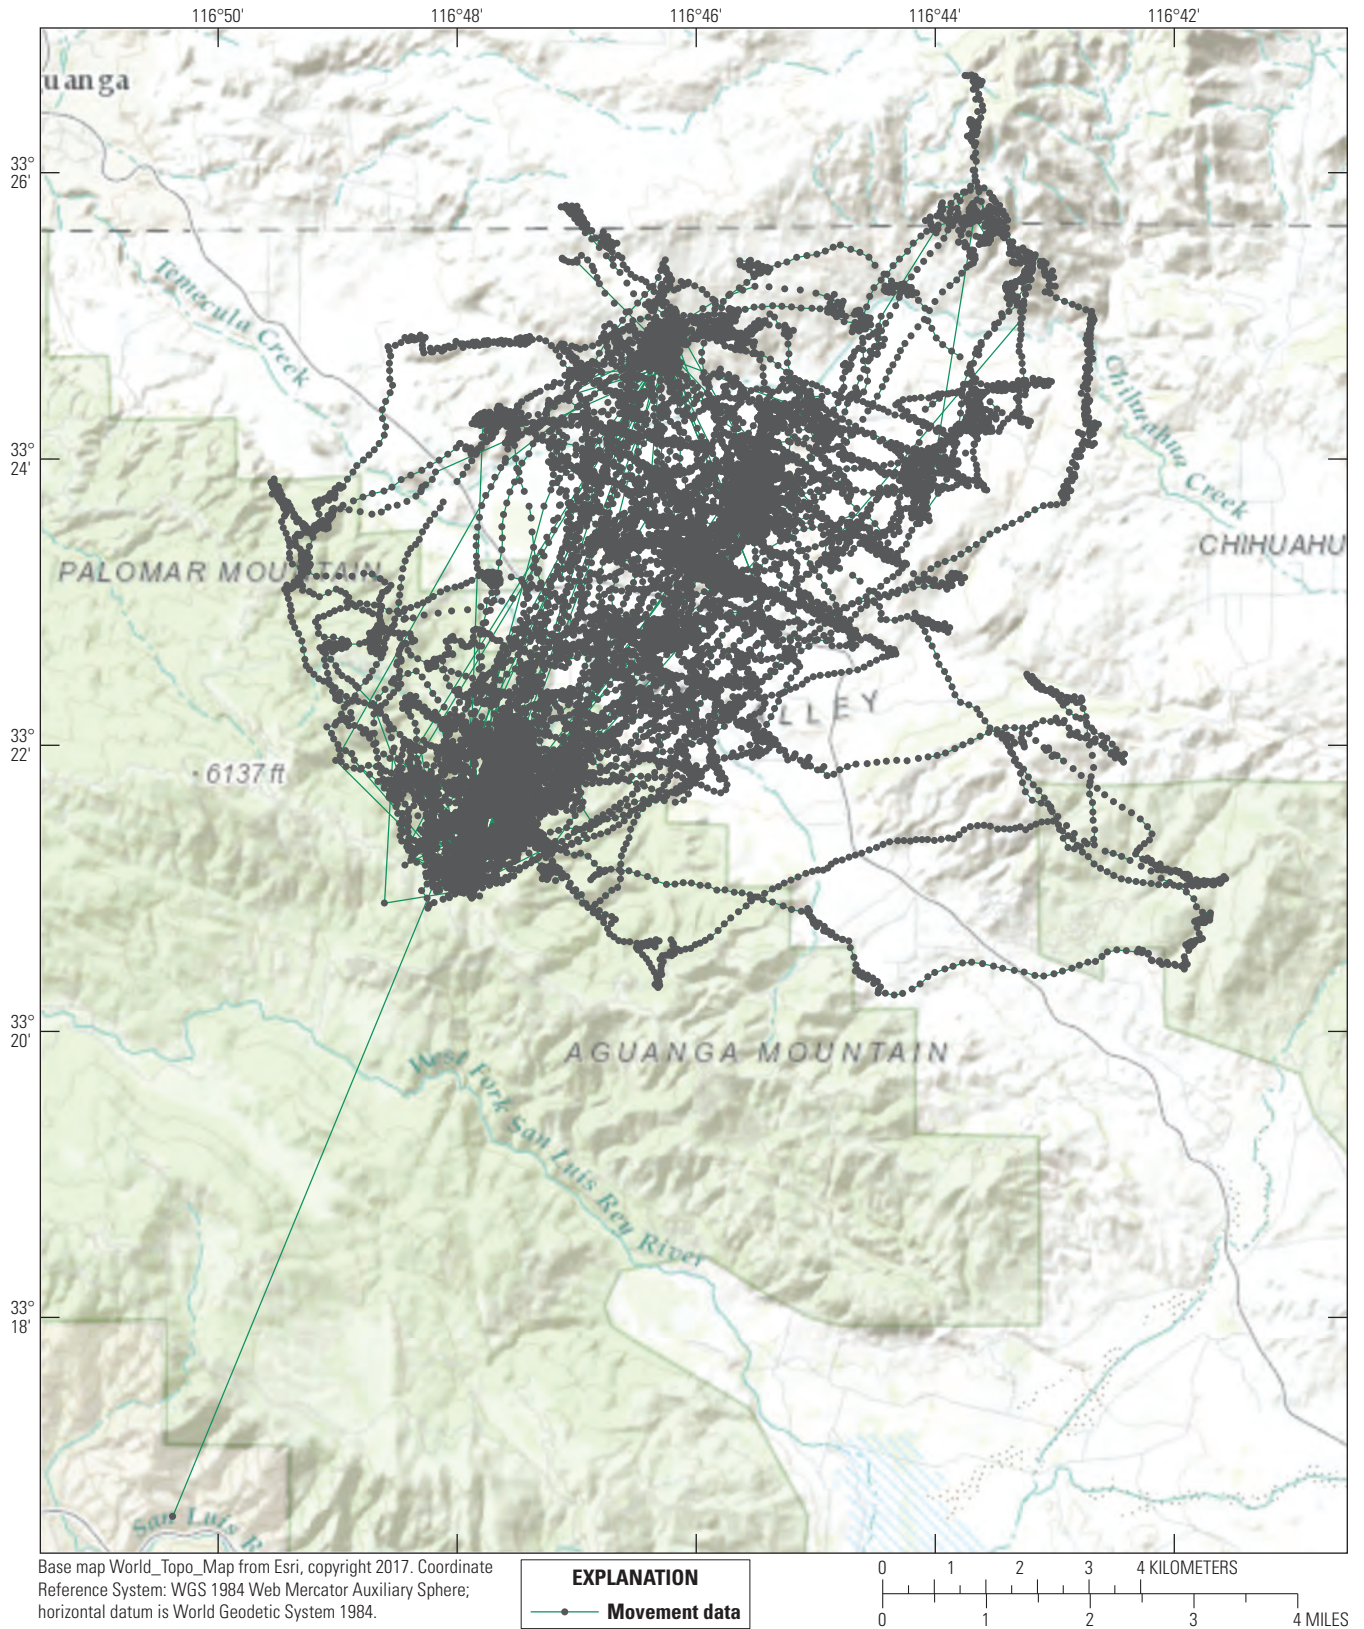 116°50' 116°48' 116°46' 116°44' 116°42'
uanga
33°
26'
Temecula Creek
Chihuahua Creek
33°
24'
CHIHUAHU
PALOMAR MOUNTAIN
LLEY
33°
22'
6137 ft
33°
20'
AGUANGA MOUNTAIN
West Fork San Luis Rey River
33°
18'
San Luis R
Base map World_Topo_Map from Esri, copyright 2017. Coordinate
Reference System: WGS 1984 Web Mercator Auxiliary Sphere;
horizontal datum is World Geodetic System 1984.
EXPLANATION
Movement data
0 1 2 3 4 KILOMETERS
0 1 2 3 4 MILES